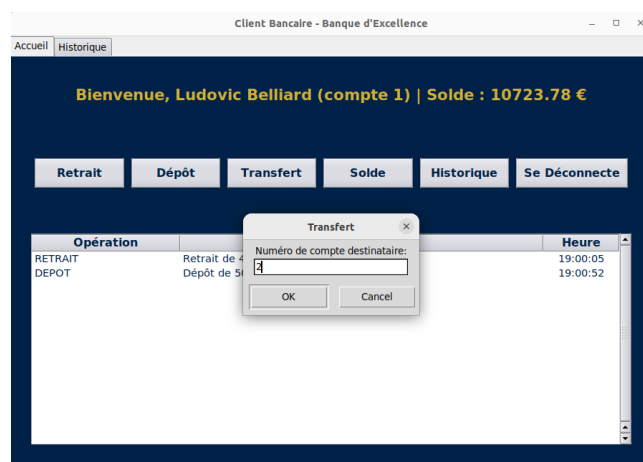 Client Bancaire - Banque d'Excellence
Accueil Historique
Bienvenue, Ludovic Belliard (compte 1) | Solde : 10723.78 €
Retrait Dépôt Transfert Solde Historique Se Déconnecte
Transfert
Numéro de compte destinataire:
2
OK Cancel
Opération Heure
RETRAIT Retrait de 19:00:05
DEPOT Dépôt de 19:00:52